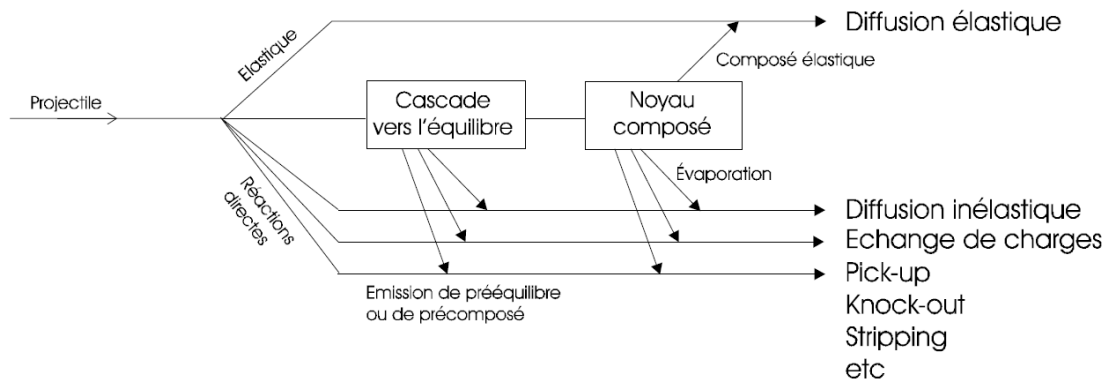 Diffusion élastique
Elastique
Composé élastique
Projectile
Cascade
vers l'équilibre
Noyau
composé
Évaporation
Réactions
directes
Diffusion inélastique
Echange de charges
Pick-up
Knock-out
Stripping
etc
Emission de prééquilibre
ou de précomposé